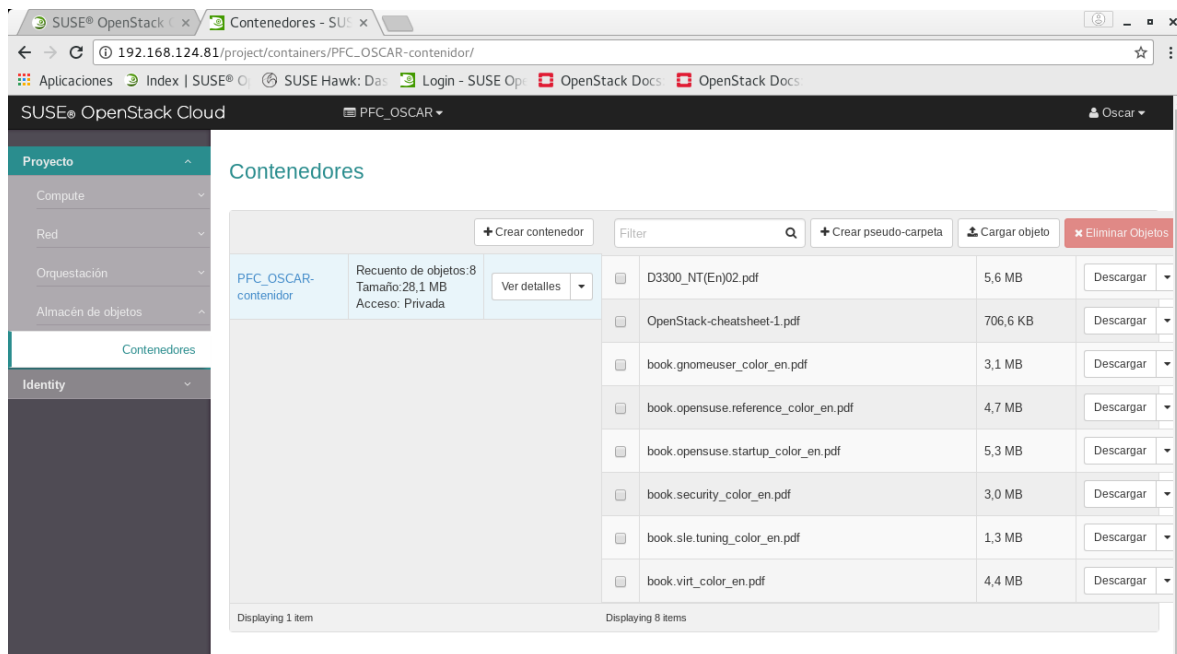 SUSE® OpenStack C
Contenedores - SUS
192.168.124.81/project/containers/PFC_OSCAR-contenidor/
Aplicaciones
Index | SUSE® O
SUSE Hawk: Das
Login - SUSE Ope
OpenStack Docs:
OpenStack Docs:
SUSE® OpenStack Cloud
PFC_OSCAR
Oscar
Proyecto
Compute
Red
Orquestación
Almacén de objetos
Contenedores
Identity
Contenedores
Crear contenedor
Filter
Crear pseudo-carpeta
Cargar objeto
Eliminar Objetos
PFC_OSCAR-
contenidor
Recuento de objetos:8
Tamaño:28,1 MB
Acceso: Privada
Ver detalles
D3300_NT(En)02.pdf 5,6 MB Descargar
OpenStack-cheatsheet-1.pdf 706,6 KB Descargar
book.gnomeuser_color_en.pdf 3,1 MB Descargar
book.opensuse.reference_color_en.pdf 4,7 MB Descargar
book.opensuse.startup_color_en.pdf 5,3 MB Descargar
book.security_color_en.pdf 3,0 MB Descargar
book.sle.tuning_color_en.pdf 1,3 MB Descargar
book.virt_color_en.pdf 4,4 MB Descargar
Displaying 1 item
Displaying 8 items